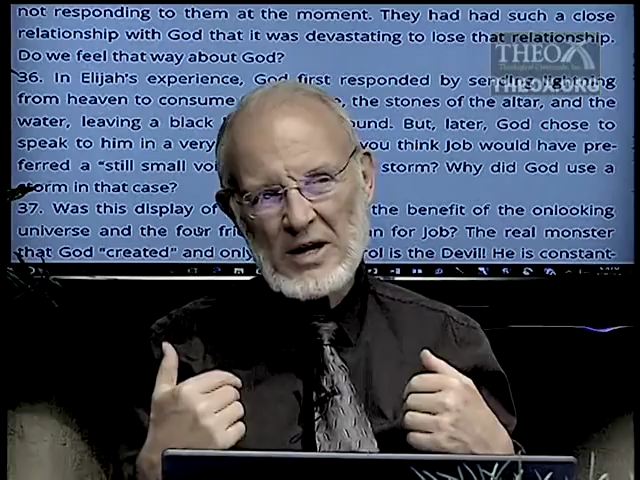 not responding to them at the moment. They had had such a close
relationship with God that it was devastating to lose that relationship.
Do we feel that way about God?
THEO
THEOX.ORG
36. In Elijah's experience, God first responded by sending lightning
from heaven to consume the stones of the altar, and the
water, leaving a black But, later, God chose to
speak to him in a very you think Job would have pre-
ferred a "still small storm? Why did God use a
storm in that case?
37. Was this display of the benefit of the onlooking
universe and the four for Job? The real monster
that God "created" and only is the Devil! He is constant-